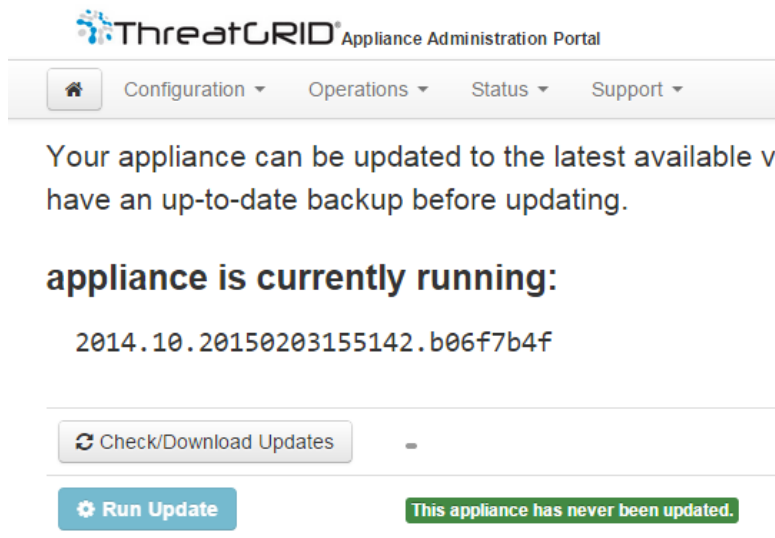 ThreatGRID® Appliance Administration Portal
Configuration Operations Status Support
Your appliance can be updated to the latest available
have an up-to-date backup before updating.
appliance is currently running:
2014.10.20150203155142.b06f7b4f
Check/Download Updates -
Run Update This appliance has never been updated.